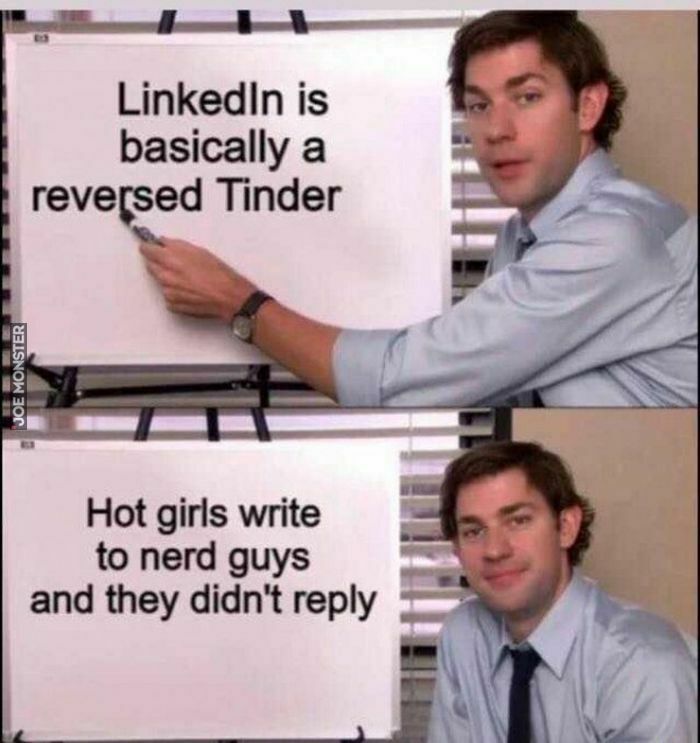 LinkedIn is
basically a
reversed Tinder
JOE MONSTER
Hot girls write
to nerd guys
and they didn't reply